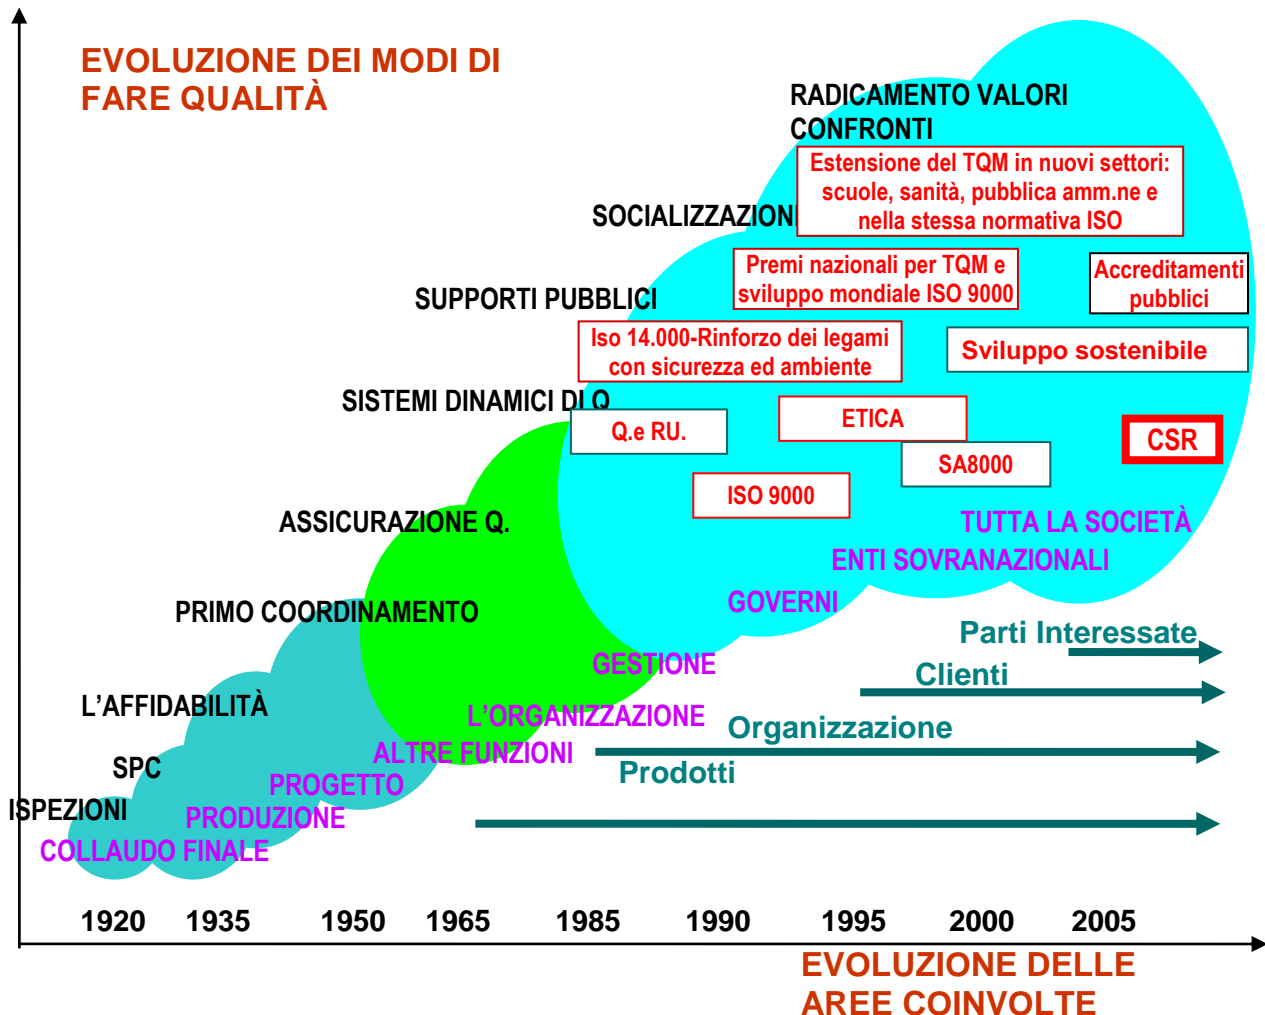 EVOLUZIONE DEI MODI DI
FARE QUALITÀ
RADICAMENTO VALORI
CONFRONTI
Estensione del TQM in nuovi settori:
scuole, sanità, pubblica amm.ne e
nella stessa normativa ISO
SOCIALIZZAZIONE
Premi nazionali per TQM e
sviluppo mondiale ISO 9000
Accreditamenti
pubblici
SUPPORTI PUBBLICI
Iso 14.000-Rinforzo dei legami
con sicurezza ed ambiente
Sviluppo sostenibile
SISTEMI DINAMICI DI Q
Q.e RU.
ETICA
CSR
SA8000
ISO 9000
ASSICURAZIONE Q.
TUTTA LA SOCIETÀ
ENTI SOVRANAZIONALI
GOVERNI
PRIMO COORDINAMENTO
Parti Interessate
GESTIONE
Clienti
L'AFFIDABILITÀ
L'ORGANIZZAZIONE
Organizzazione
ALTRE FUNZIONI
Prodotti
SPC
PROGETTO
ISPEZIONI
PRODUZIONE
COLLAUDO FINALE
1920 1935 1950 1965 1985 1990 1995 2000 2005
EVOLUZIONE DELLE
AREE COINVOLTE